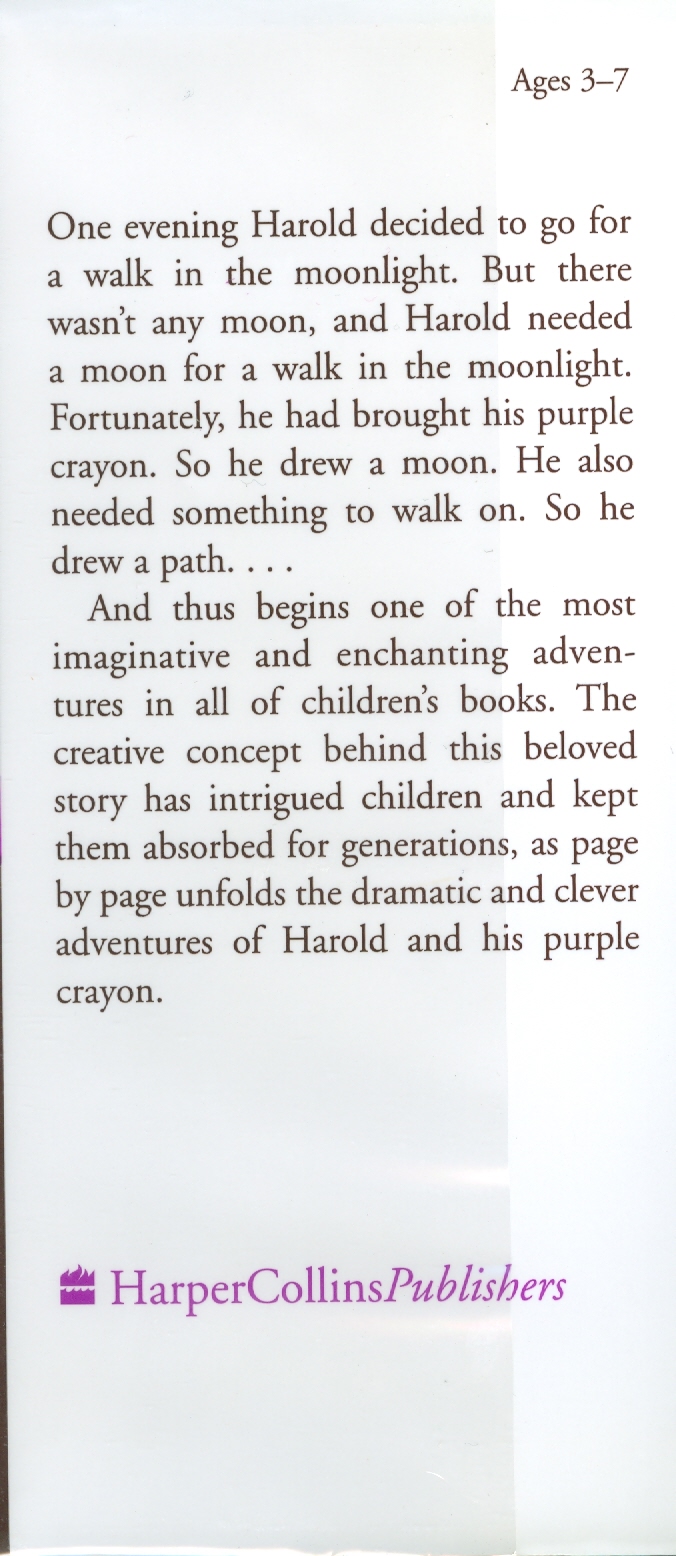 Ages 3–7
One evening Harold decided to go for
a walk in the moonlight. But there
wasn't any moon, and Harold needed
a moon for a walk in the moonlight.
Fortunately, he had brought his purple
crayon. So he drew a moon. He also
needed something to walk on. So he
drew a path. . . .
And thus begins one of the most
imaginative and enchanting adven-
tures in all of children's books. The
creative concept behind this beloved
story has intrigued children and kept
them absorbed for generations, as page
by page unfolds the dramatic and clever
adventures of Harold and his purple
crayon.
HarperCollinsPublishers